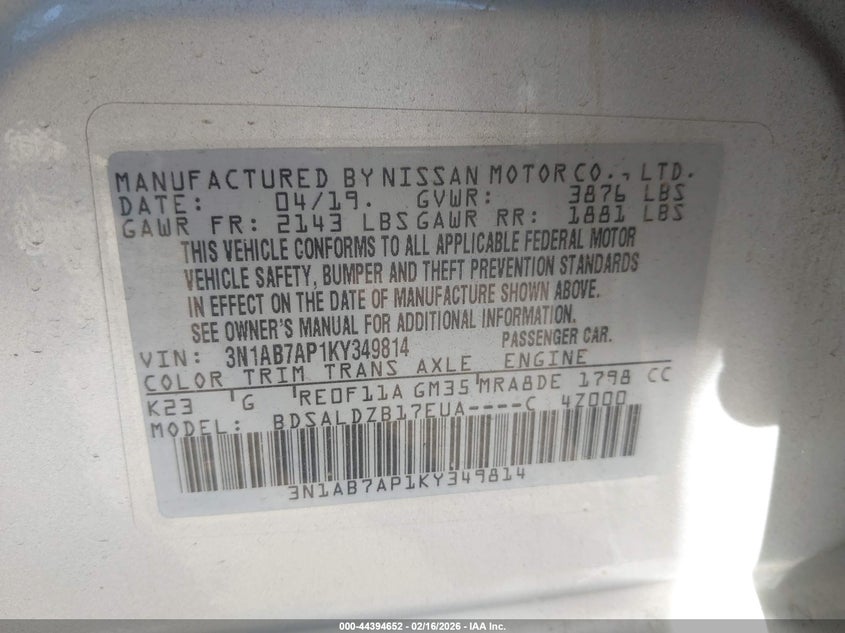 MANUFACTURED BY NISSAN MOTOR CO., LTD.
DATE: 04/19. GVWR: 3876 LBS
GAWR FR: 2143 LBS GAWR RR: 1881 LBS
THIS VEHICLE CONFORMS TO ALL APPLICABLE FEDERAL MOTOR
VEHICLE SAFETY, BUMPER AND THEFT PREVENTION STANDARDS
IN EFFECT ON THE DATE OF MANUFACTURE SHOWN ABOVE.
SEE OWNER'S MANUAL FOR ADDITIONAL INFORMATION.
VIN: 3N1AB7AP1KY349814 PASSENGER CAR.
COLOR TRIM TRANS AXLE ENGINE
K23 G RE0F11A GM35 MRA8DE 1798 CC
MODEL: BDSALDZB17EUA----C 4Z000
3N1AB7AP1KY349814
000-44394652 - 02/16/2026 - IAA Inc.